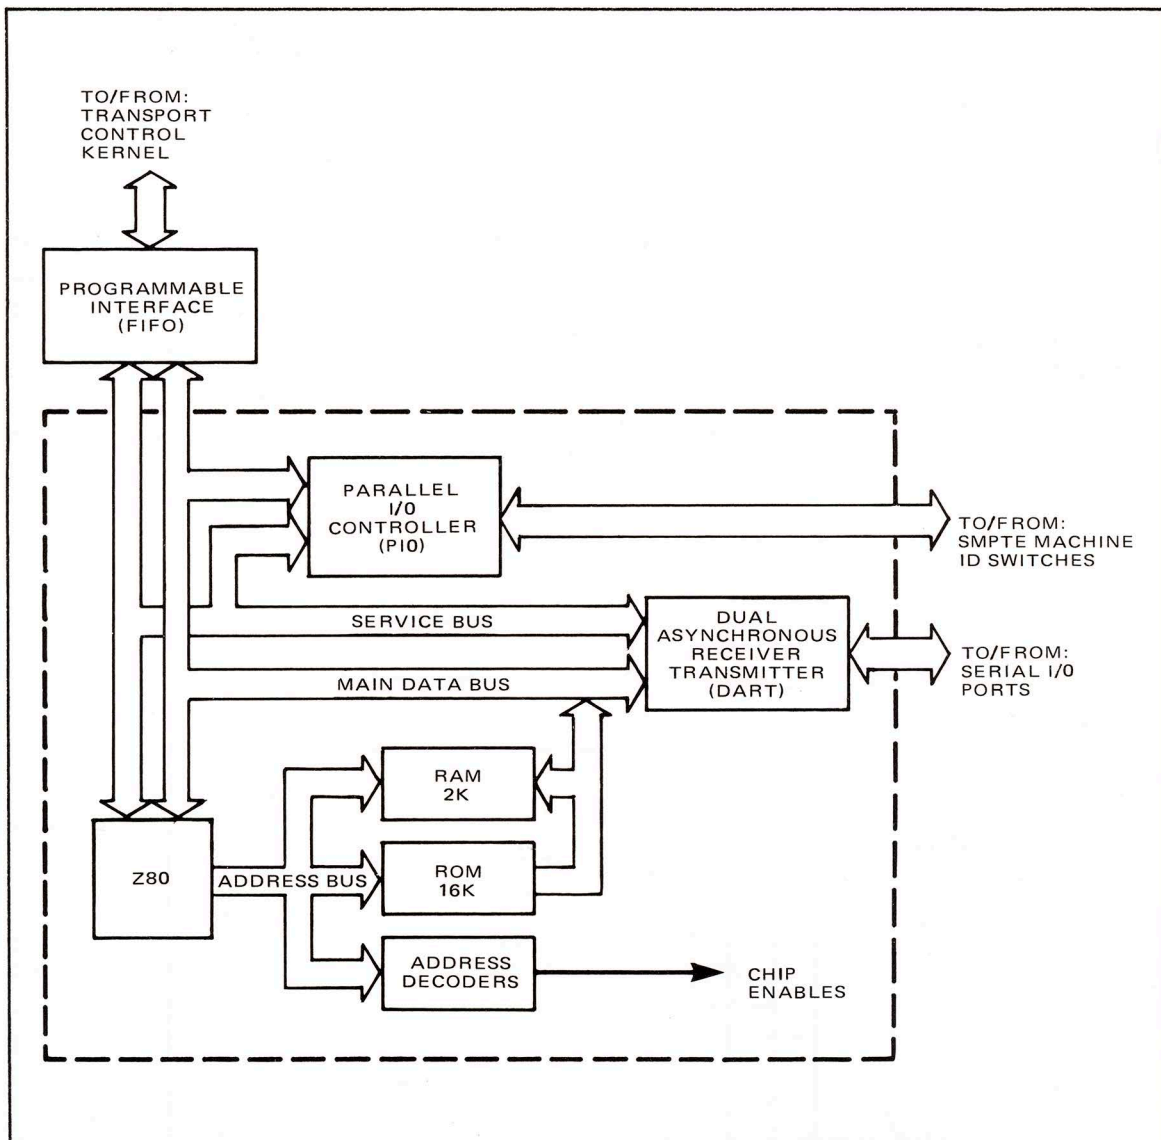 TO/FROM:
TRANSPORT
CONTROL
KERNEL
PROGRAMMABLE
INTERFACE
(FIFO)
PARALLEL
I/O
CONTROLLER
(PIO)
TO/FROM:
SMPTE MACHINE
ID SWITCHES
SERVICE BUS
DUAL
ASYNCHRONOUS
RECEIVER
TRANSMITTER
(DART)
TO/FROM:
SERIAL I/O
PORTS
MAIN DATA BUS
RAM
2K
Z80
ADDRESS BUS
ROM
16K
ADDRESS
DECODERS
CHIP
ENABLES